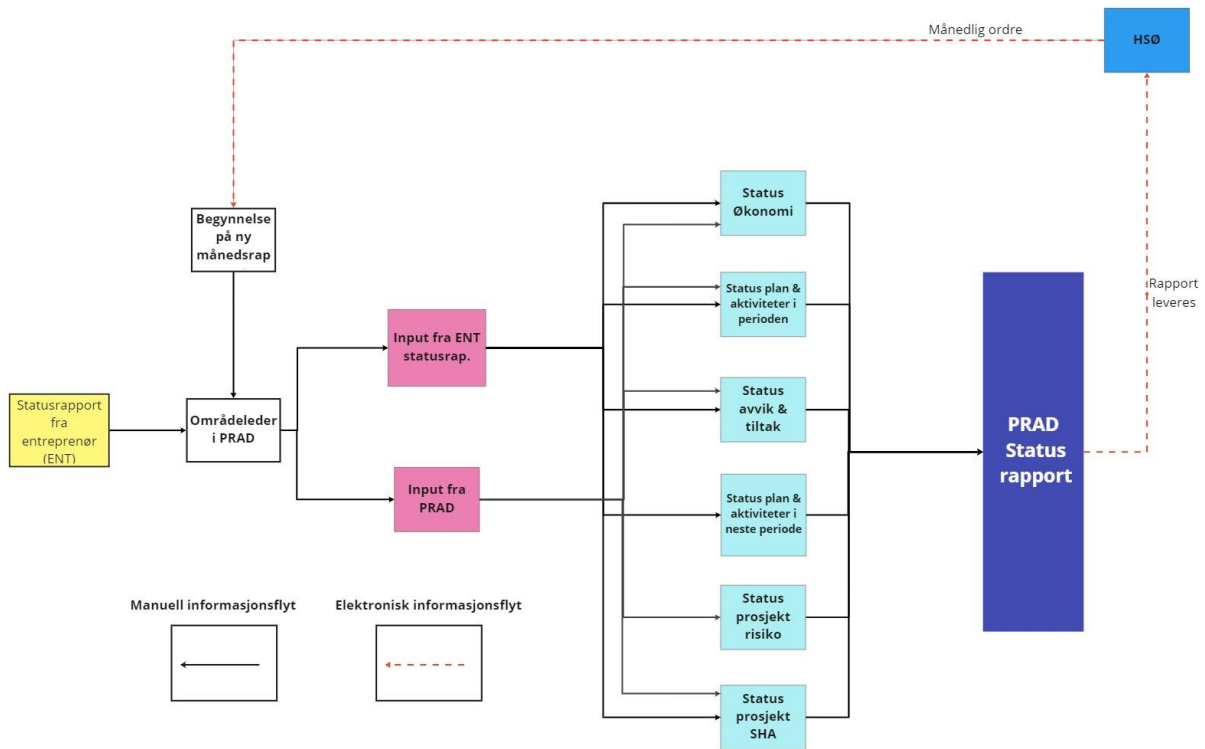 Månedlig ordre
HSØ
Begynnelse
på ny
månedsrap
.
Statusrapport
fra
entreprenør
(ENT)
Områdeleder
i PRAD
Input fra ENT
statusrap.
Input fra
PRAD
Status
Økonomi
Status plan &
aktiviteter i
perioden
Status
avvik &
tiltak
Status plan &
aktiviteter i
neste periode
Status
prosjekt
risiko
Status
prosjekt
SHA
PRAD
Status
rapport
Rapport
leveres
Manuell informasjonsflyt
Elektronisk informasjonsflyt